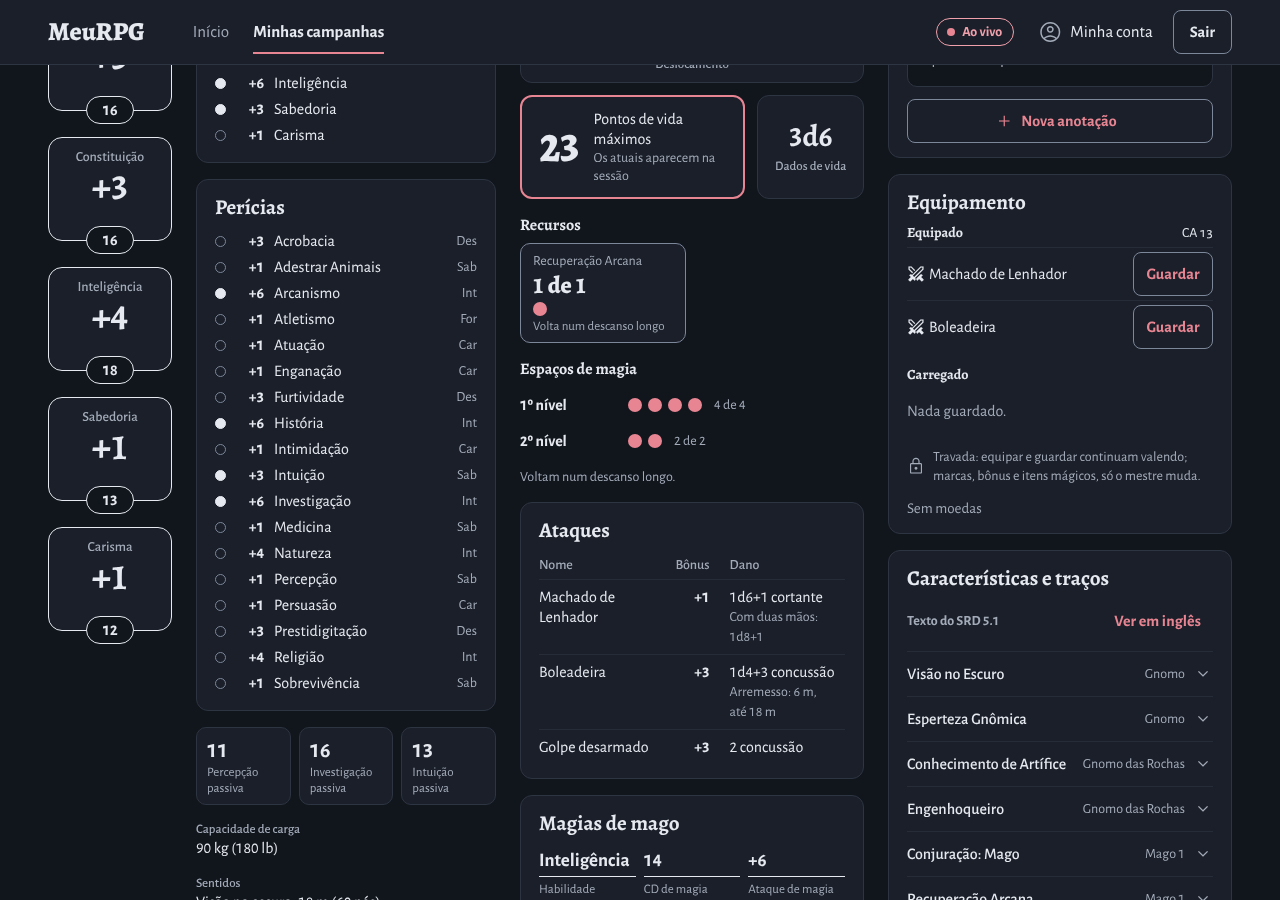 MeuRPG
Início
Minhas campanhas
Ao vivo
Minha conta
Sair
16
Constituição
+3
16
Inteligência
+4
18
Sabedoria
+1
13
Carisma
+1
12
+6 Inteligência
+3 Sabedoria
+1 Carisma
Perícias
+3 Acrobacia Des
+1 Adestrar Animais Sab
+6 Arcanismo Int
+1 Atletismo For
+1 Atuação Car
+1 Enganação Car
+3 Furtividade Des
+6 História Int
+1 Intimidação Car
+3 Intuição Sab
+6 Investigação Int
+1 Medicina Sab
+4 Natureza Int
+1 Percepção Sab
+1 Persuasão Car
+3 Prestidigitação Des
+4 Religião Int
+1 Sobrevivência Sab
11
Percepção
passiva
16
Investigação
passiva
13
Intuição
passiva
Capacidade de carga
90 kg (180 lb)
Sentidos
Deslocamento
23
Pontos de vida
máximos
Os atuais aparecem na
sessão
3d6
Dados de vida
Recursos
Recuperação Arcana
1 de 1
Volta num descanso longo
Espaços de magia
1º nível 4 de 4
2º nível 2 de 2
Voltam num descanso longo.
Ataques
Nome Bônus Dano
Machado de
Lenhador
+1
1d6+1 cortante
Com duas mãos:
1d8+1
Boleadeira
+3
1d4+3 concussão
Arremesso: 6 m,
até 18 m
Golpe desarmado +3 2 concussão
Magias de mago
Inteligência
Habilidade
14
CD de magia
+6
Ataque de magia
+ Nova anotação
Equipamento
Equipado CA 13
Machado de Lenhador Guardar
Boleadeira Guardar
Carregado
Nada guardado.
Travada: equipar e guardar continuam valendo;
marcas, bônus e itens mágicos, só o mestre muda.
Sem moedas
Características e traços
Texto do SRD 5.1 Ver em inglês
Visão no Escuro Gnomo
Esperteza Gnômica Gnomo
Conhecimento de Artífice Gnomo das Rochas
Engenhoqueiro Gnomo das Rochas
Conjuração: Mago Mago 1
Recuperação Arcana Mago 1